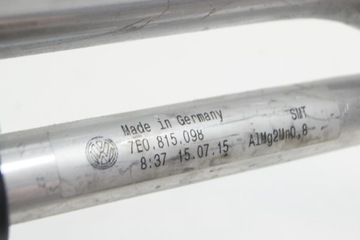 Made in Germany SWT
7E0.815.098 AlMg2Mn0,8
8:37 15.07.15